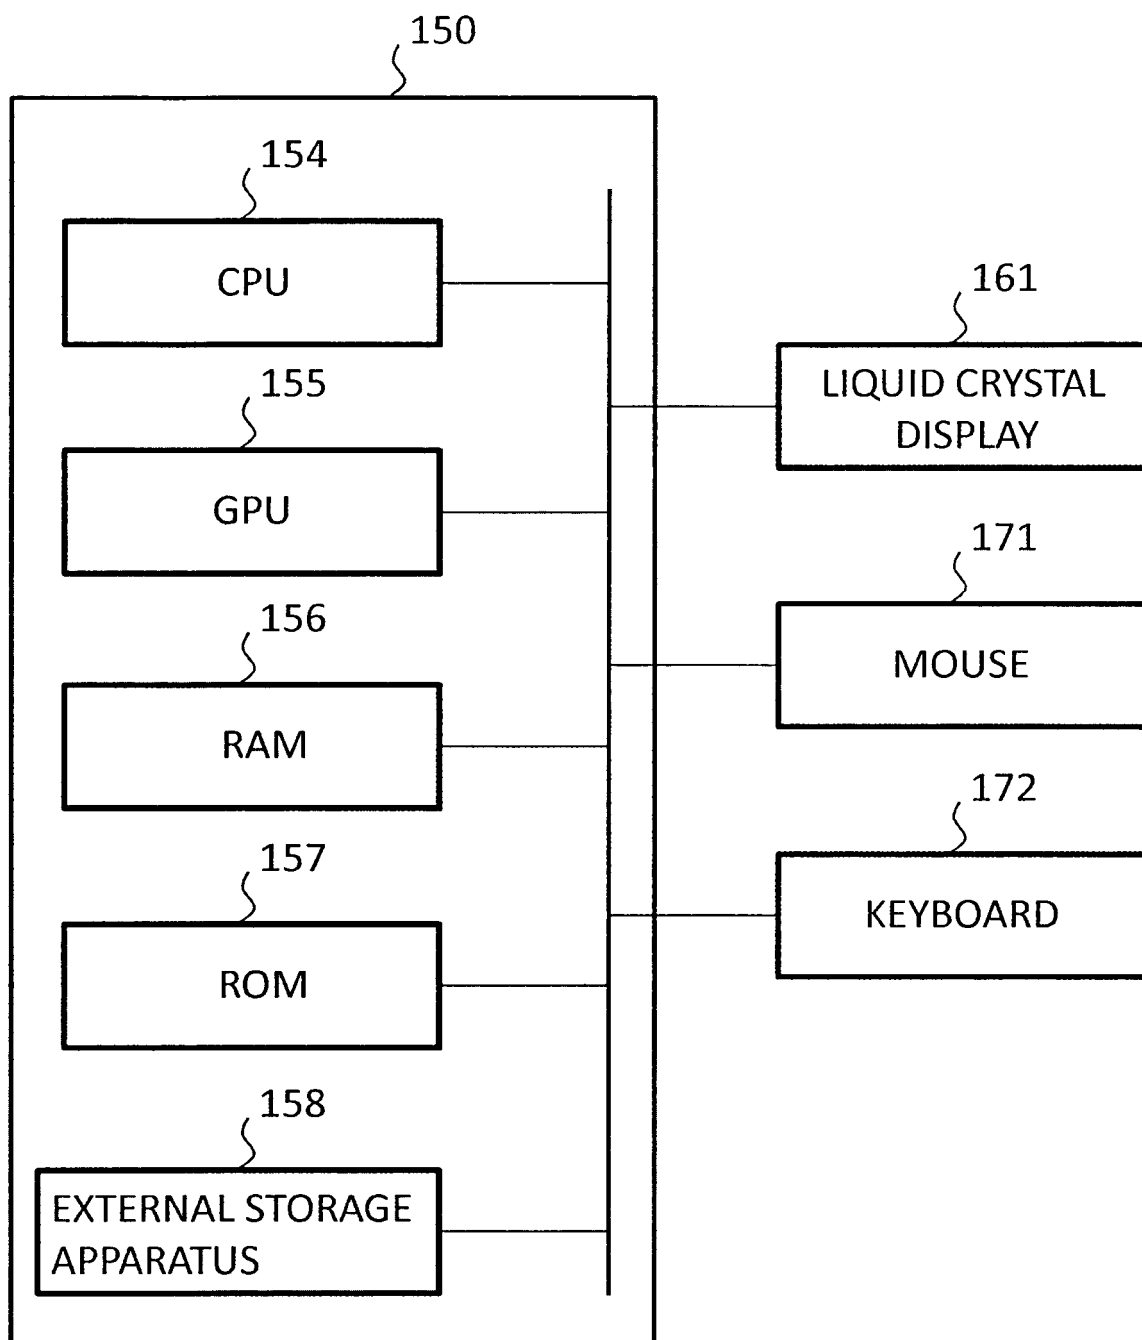 150
154
CPU
155
GPU
156
RAM
157
ROM
158
EXTERNAL STORAGE
APPARATUS
161
LIQUID CRYSTAL
DISPLAY
171
MOUSE
172
KEYBOARD